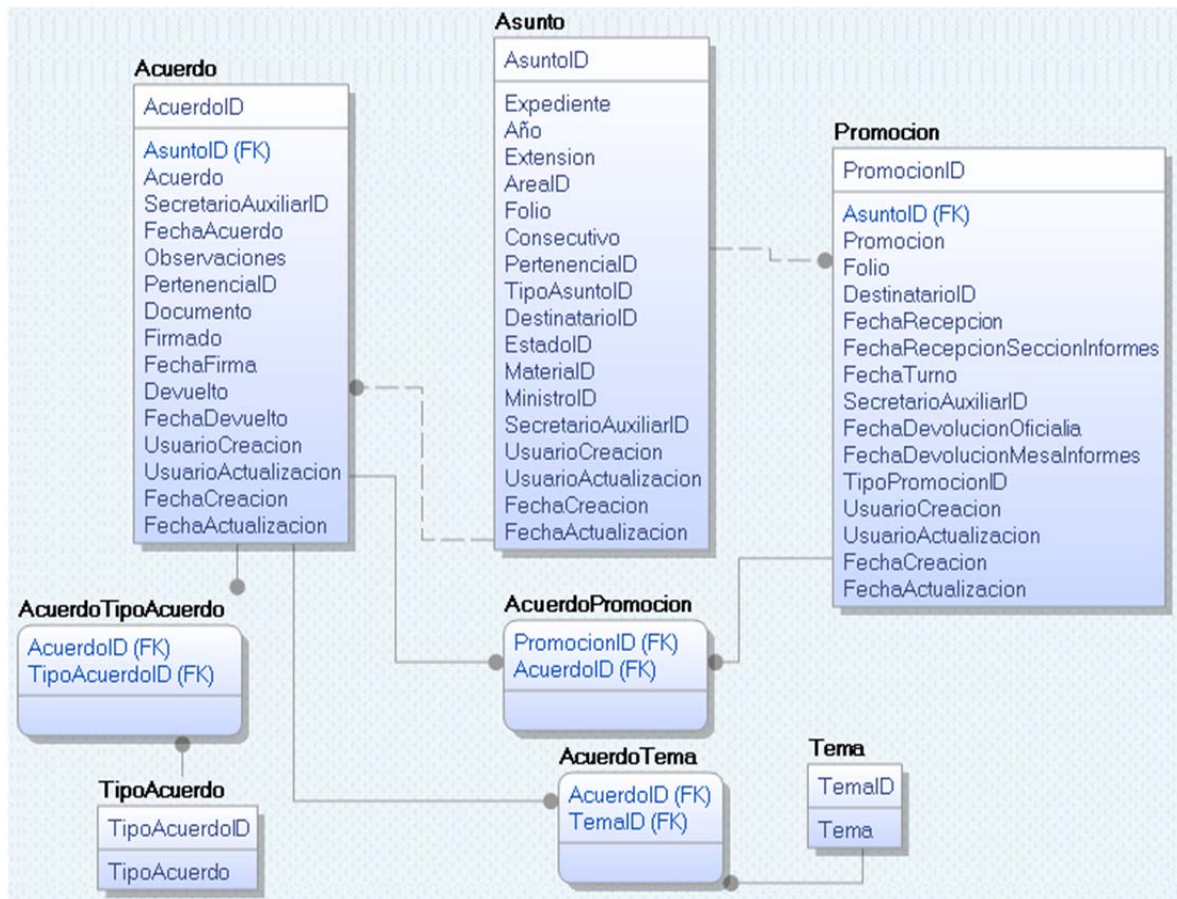 Acuerdo
AcuerdoID
AsuntoID (FK)
Acuerdo
SecretarioAuxiliarID
FechaAcuerdo
Observaciones
PertenenciaID
Documento
Firmado
FechaFirma
Devuelto
FechaDevuelto
UsuarioCreacion
UsuarioActualizacion
FechaCreacion
FechaActualizacion
Asunto
AsuntoID
Expediente
Año
Extension
AreaID
Folio
Consecutivo
PertenenciaID
TipoAsuntoID
DestinatarioID
EstadoID
MateriaID
MinistroID
SecretarioAuxiliarID
UsuarioCreacion
UsuarioActualizacion
FechaCreacion
FechaActualizacion
Promocion
PromocionID
AsuntoID (FK)
Promocion
Folio
DestinatarioID
FechaRecepcion
FechaRecepcionSeccionInformes
FechaTurno
SecretarioAuxiliarID
FechaDevolucionOficialia
FechaDevolucionMesaInformes
TipoPromocionID
UsuarioCreacion
UsuarioActualizacion
FechaCreacion
FechaActualizacion
AcuerdoTipoAcuerdo
AcuerdoID (FK)
TipoAcuerdoID (FK)
AcuerdoPromocion
PromocionID (FK)
AcuerdoID (FK)
TipoAcuerdo
TipoAcuerdoID
TipoAcuerdo
AcuerdoTema
AcuerdoID (FK)
TemaID (FK)
Tema
TemaID
Tema